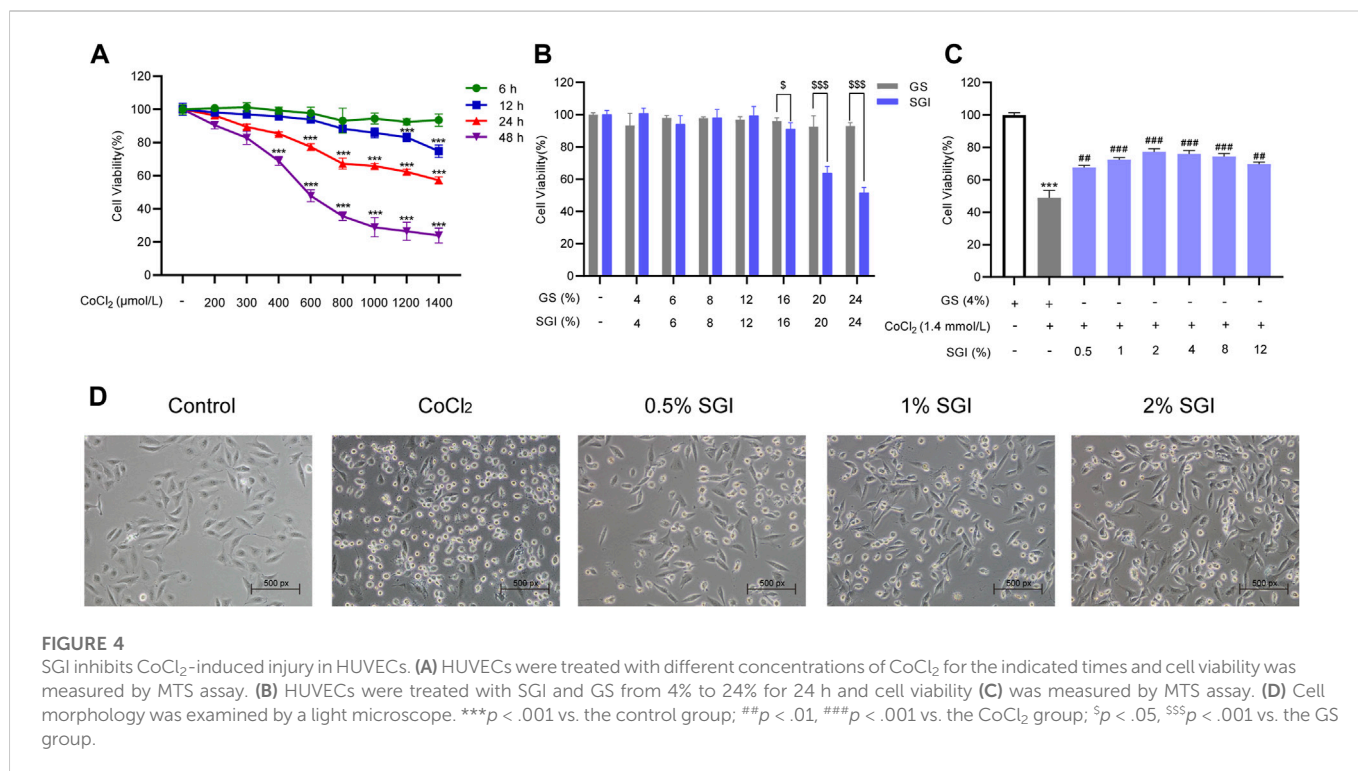 A
120
100
80
60
40
20
0
Cell Viability(%)
6 h
12 h
24 h
48 h
***
***
***
***
***
***
***
***
***
***
***
***
***
CoCl₂ (μmol/L) - 200 300 400 600 800 1000 1200 1400
B
120
100
80
60
40
20
0
Cell Viability(%)
$ $$$ $$$
GS
SGI
GS (%) - 4 6 8 12 16 20 24
SGI (%) - 4 6 8 12 16 20 24
C
120
100
80
60
40
20
0
Cell Viability(%)
*** ## ### ### ### ### ##
GS (4%) + + - - - - - -
CoCl₂ (1.4 mmol/L) - + + + + + + +
SGI (%) - - 0.5 1 2 4 8 12
D
Control CoCl₂ 0.5% SGI 1% SGI 2% SGI
500 px 500 px 500 px 500 px 500 px
FIGURE 4
SGI inhibits CoCl₂-induced injury in HUVECs. (A) HUVECs were treated with different concentrations of CoCl₂ for the indicated times and cell viability was
measured by MTS assay. (B) HUVECs were treated with SGI and GS from 4% to 24% for 24 h and cell viability (C) was measured by MTS assay. (D) Cell
morphology was examined by a light microscope. ***p < .001 vs. the control group; ##p < .01, ###p < .001 vs. the CoCl₂ group; $p < .05, $$$p < .001 vs. the GS
group.